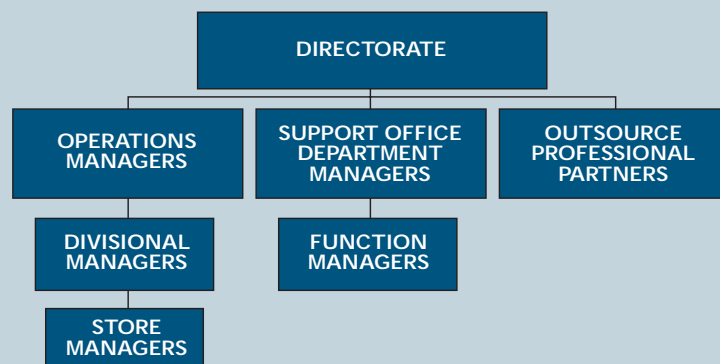 DIRECTORATE
OPERATIONS
MANAGERS
SUPPORT OFFICE
DEPARTMENT
MANAGERS
OUTSOURCE
PROFESSIONAL
PARTNERS
DIVISIONAL
MANAGERS
FUNCTION
MANAGERS
STORE
MANAGERS